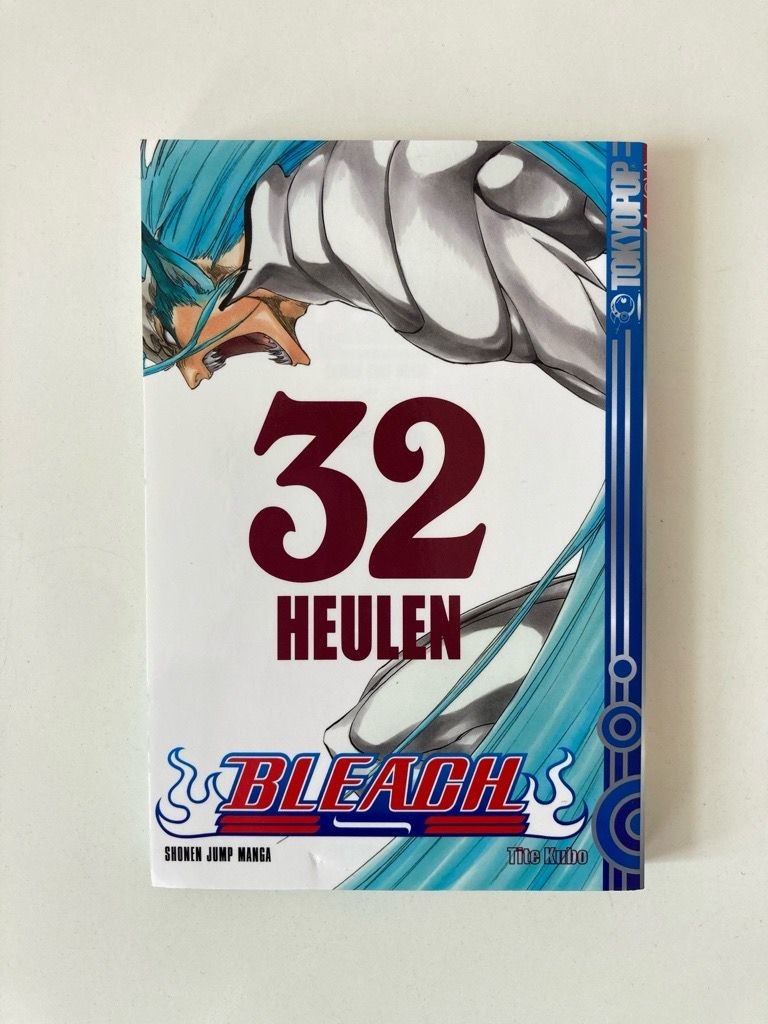 TOKYOPOP
32
HEULEN
BLEACH
SHONEN JUMP MANGA
Tite Kubo